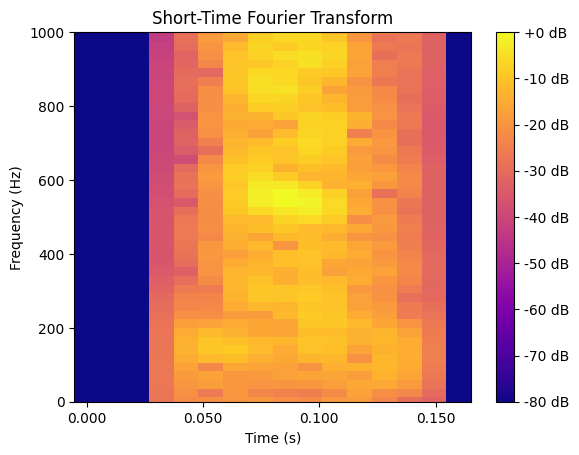 Short-Time Fourier Transform
1000
800
600
400
200
0
Frequency (Hz)
0.000
0.050
0.100
0.150
Time (s)
+0 dB
-10 dB
-20 dB
-30 dB
-40 dB
-50 dB
-60 dB
-70 dB
-80 dB